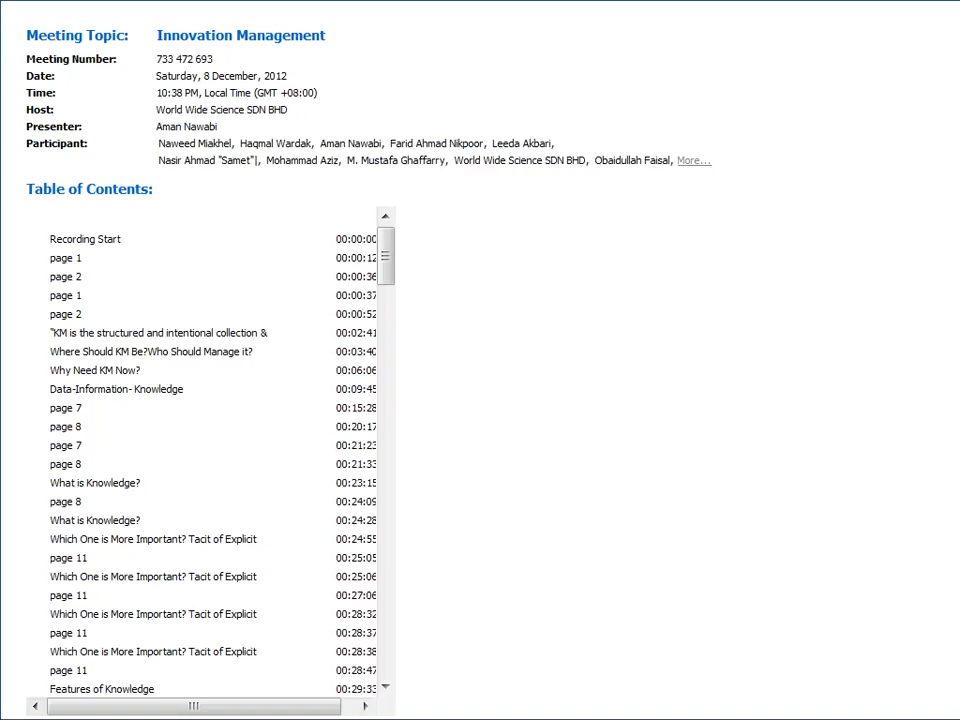 Meeting Topic: Innovation Management
Meeting Number: 733 472 693
Date: Saturday, 8 December, 2012
Time: 10:38 PM, Local Time (GMT +08:00)
Host: World Wide Science SDN BHD
Presenter: Aman Nawabi
Participant: Naweed Miakhel, Haqmal Wardak, Aman Nawabi, Farid Ahmad Nikpoor, Leeda Akbari,
Nasir Ahmad "Samet"|, Mohammad Aziz, M. Mustafa Ghaffarry, World Wide Science SDN BHD, Obaidullah Faisal, More...
Table of Contents:
Recording Start 00:00:00
page 1 00:00:12
page 2 00:00:36
page 1 00:00:37
page 2 00:00:52
"KM is the structured and intentional collection & 00:02:41
Where Should KM Be?Who Should Manage it? 00:03:40
Why Need KM Now? 00:06:06
Data-Information- Knowledge 00:09:45
page 7 00:15:28
page 8 00:20:17
page 7 00:21:23
page 8 00:21:33
What is Knowledge? 00:23:15
page 8 00:24:09
What is Knowledge? 00:24:28
Which One is More Important? Tacit of Explicit 00:24:55
page 11 00:25:05
Which One is More Important? Tacit of Explicit 00:25:06
page 11 00:27:06
Which One is More Important? Tacit of Explicit 00:28:32
page 11 00:28:37
Which One is More Important? Tacit of Explicit 00:28:38
page 11 00:28:47
Features of Knowledge 00:29:33